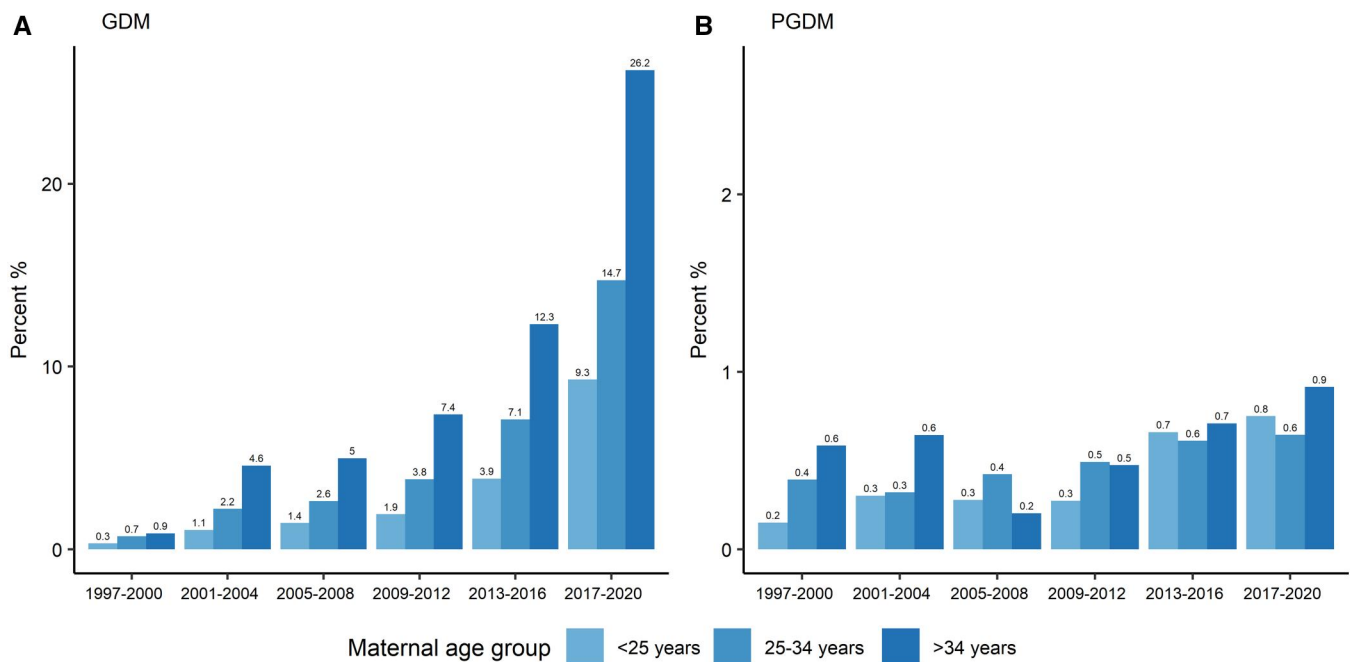 A GDM
Percent %
20
10
0
0.3 0.7 0.9
1.1 2.2 4.6
1.4 2.6 5
1.9 3.8 7.4
3.9 7.1 12.3
9.3 14.7 26.2
1997-2000 2001-2004 2005-2008 2009-2012 2013-2016 2017-2020
B PGDM
Percent %
2
1
0
0.2 0.4 0.6
0.3 0.3 0.6
0.3 0.4 0.2
0.3 0.5 0.5
0.7 0.6 0.7
0.8 0.6 0.9
1997-2000 2001-2004 2005-2008 2009-2012 2013-2016 2017-2020
Maternal age group <25 years 25-34 years >34 years